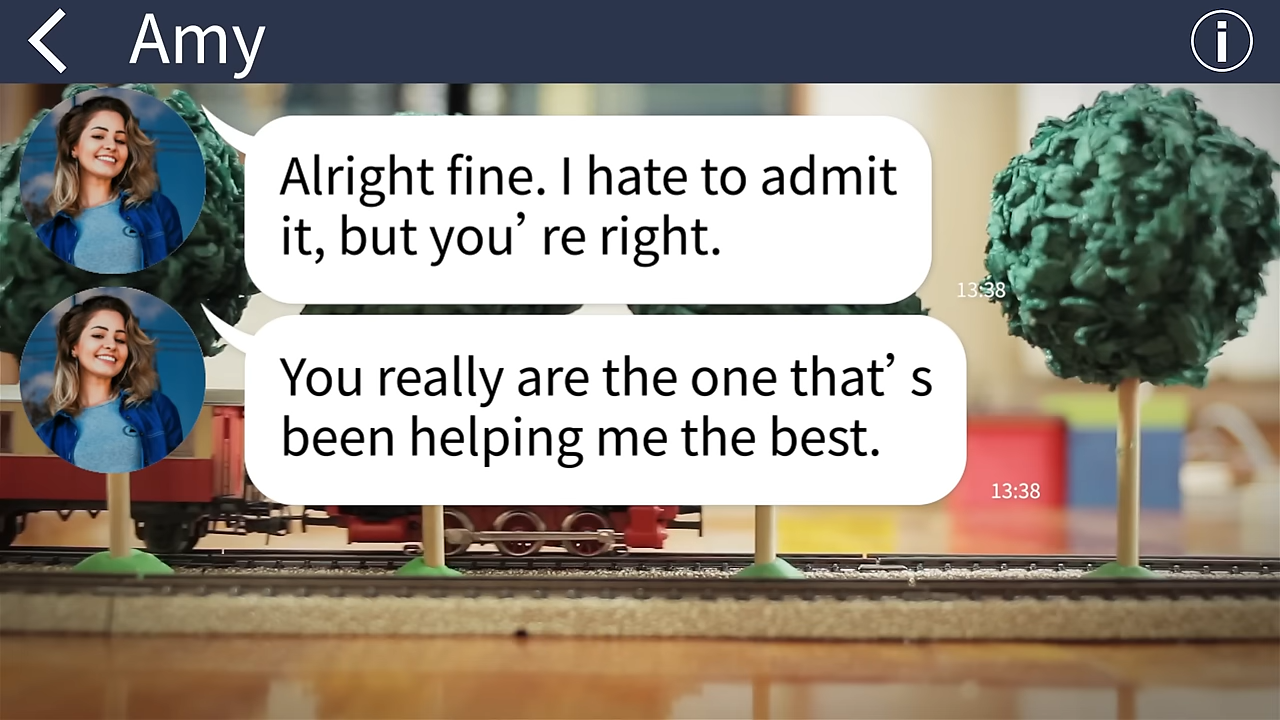 Amy
Alright fine. I hate to admit
it, but you’ re right.
13:38
You really are the one that’ s
been helping me the best.
13:38